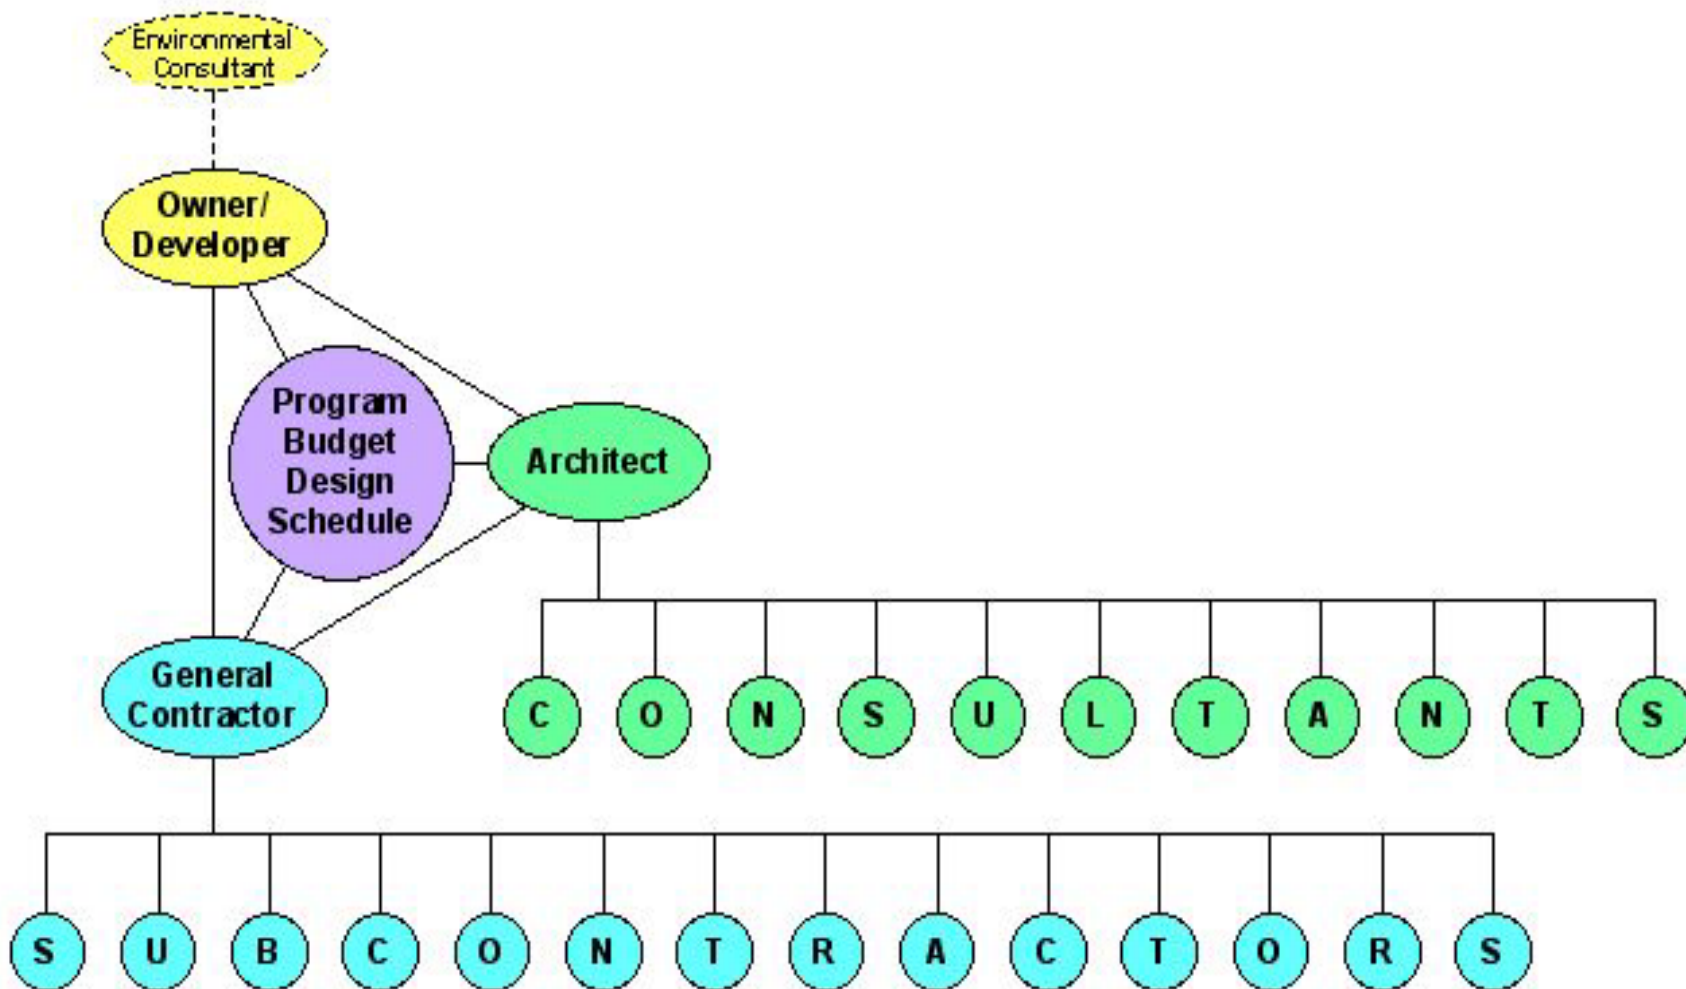 Environmental
Consultant
Owner/
Developer
Program
Budget
Design
Schedule
Architect
General
Contractor
C O N S U L T A N T S
S U B C O N T R A C T O R S